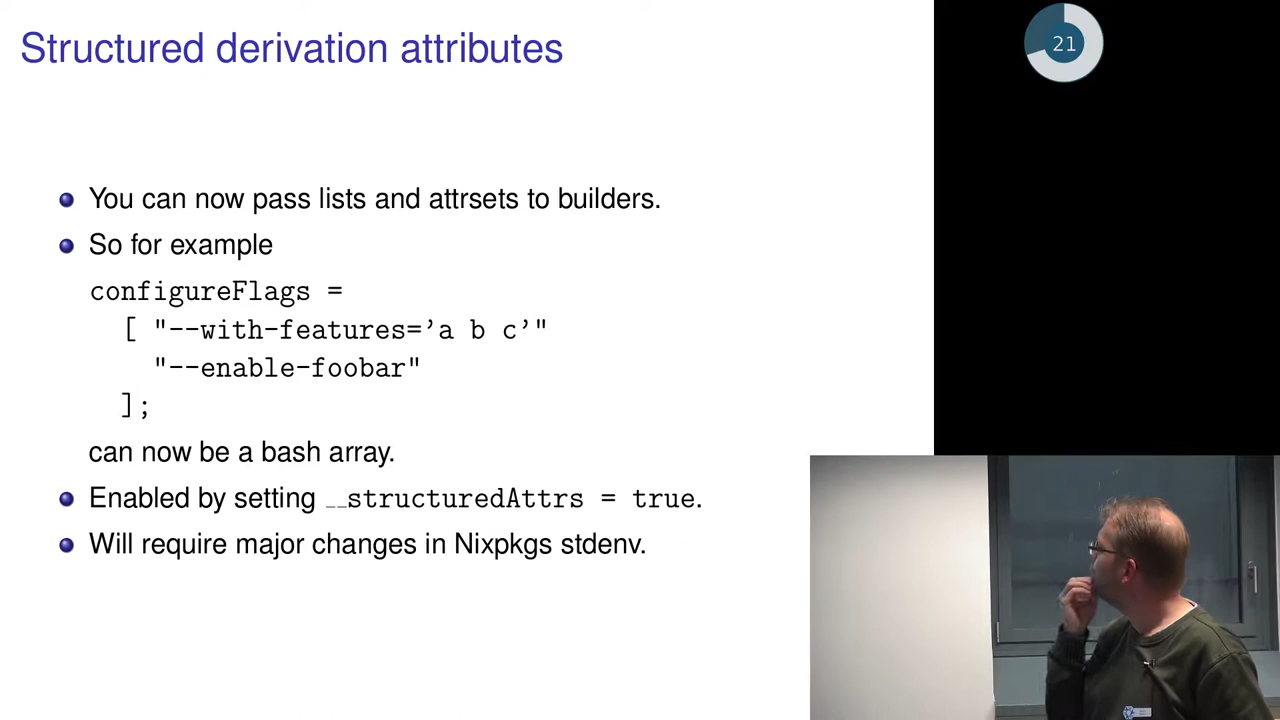 Structured derivation attributes
21
You can now pass lists and attrsets to builders.
So for example
configureFlags =
[ "--with-features='a b c'"
"--enable-foobar"
];
can now be a bash array.
Enabled by setting __structuredAttrs = true.
Will require major changes in Nixpkgs stdenv.